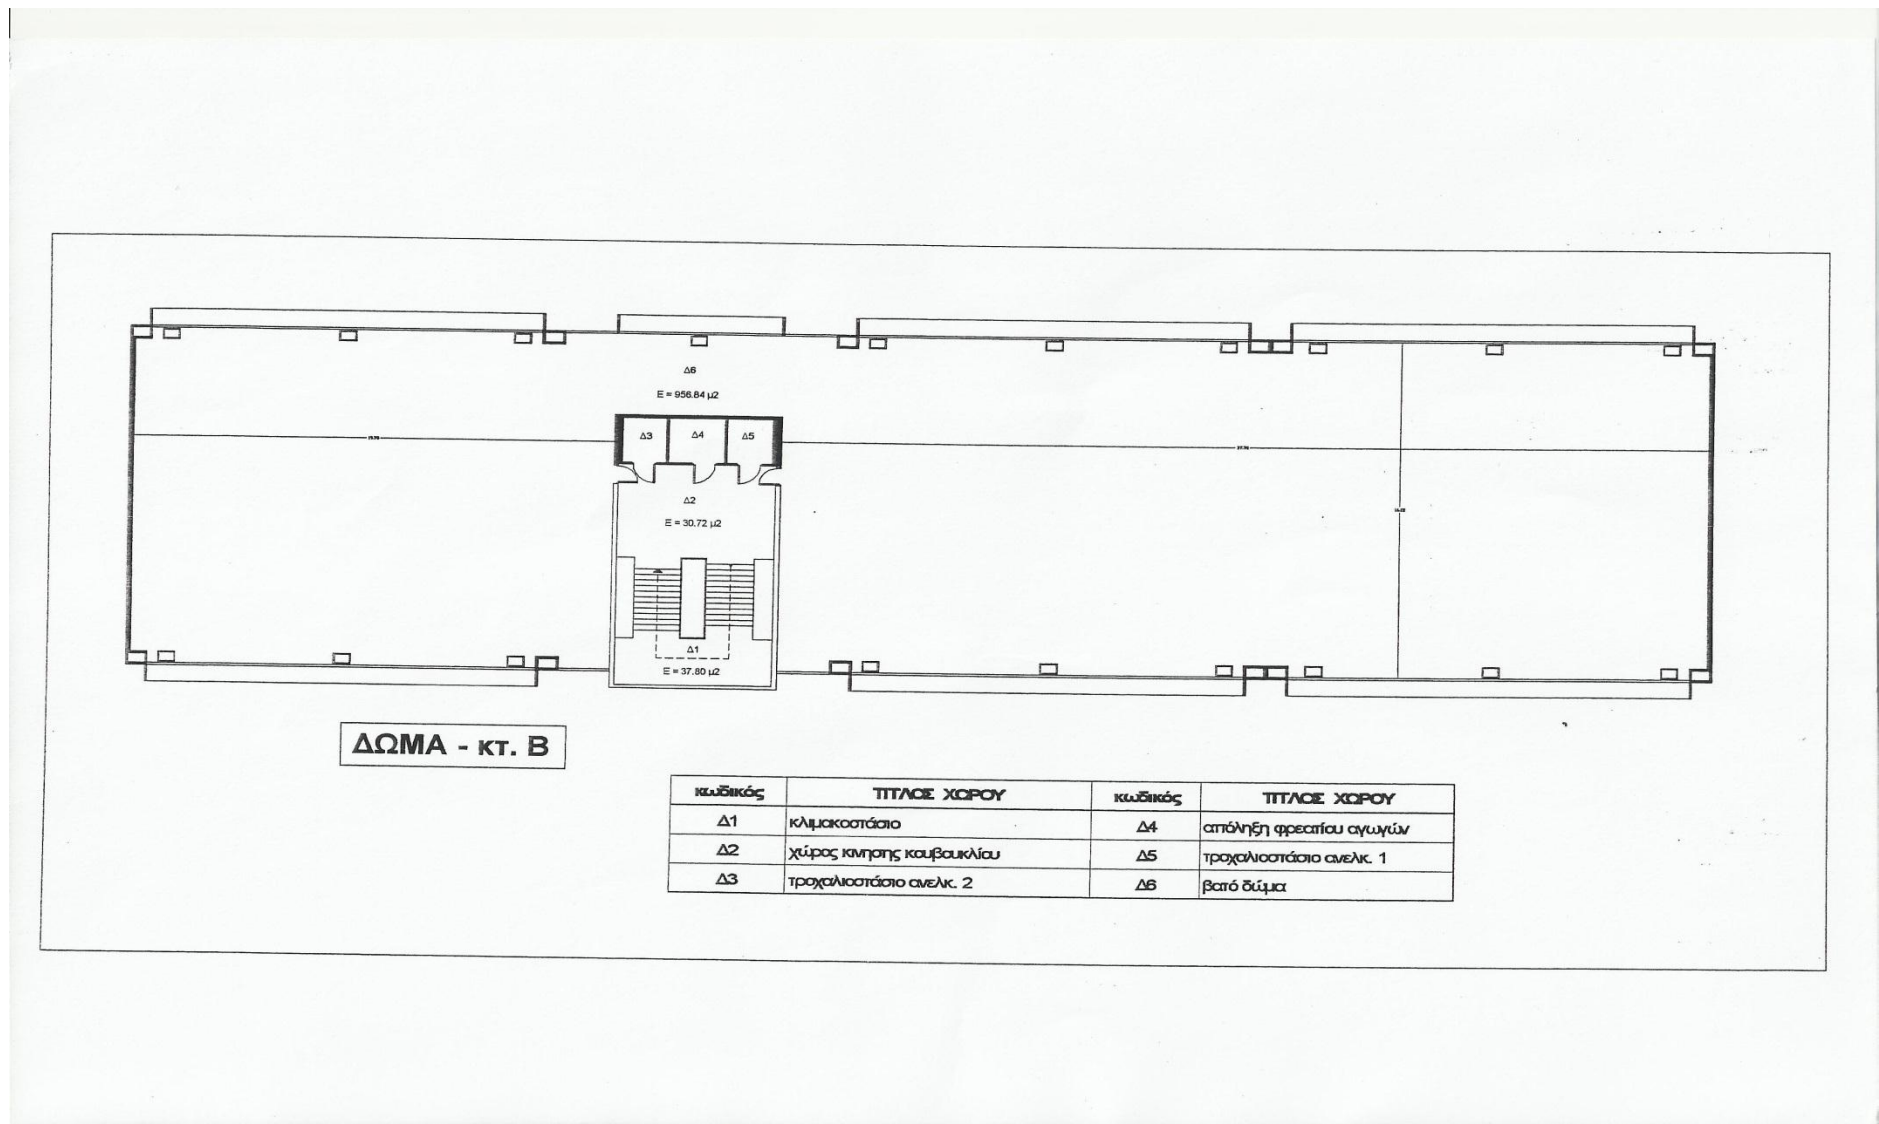 Δ6
Ε = 956.84 μ2
Δ3
Δ4
Δ5
Δ2
Ε = 30.72 μ2
Δ1
Ε = 37.80 μ2
ΔΩΜΑ - κτ. Β
κωδικός ΤΙΤΛΟΣ ΧΩΡΟΥ κωδικός ΤΙΤΛΟΣ ΧΩΡΟΥ
Δ1 κλιμακοστάσιο Δ4 απόληξη φρεατίου αγωγών
Δ2 χώρος κινησης κουβουκλίου Δ5 τροχαλιοστάσιο ανελκ. 1
Δ3 τροχαλιοστάσιο ανελκ. 2 Δ6 βατό δώμα